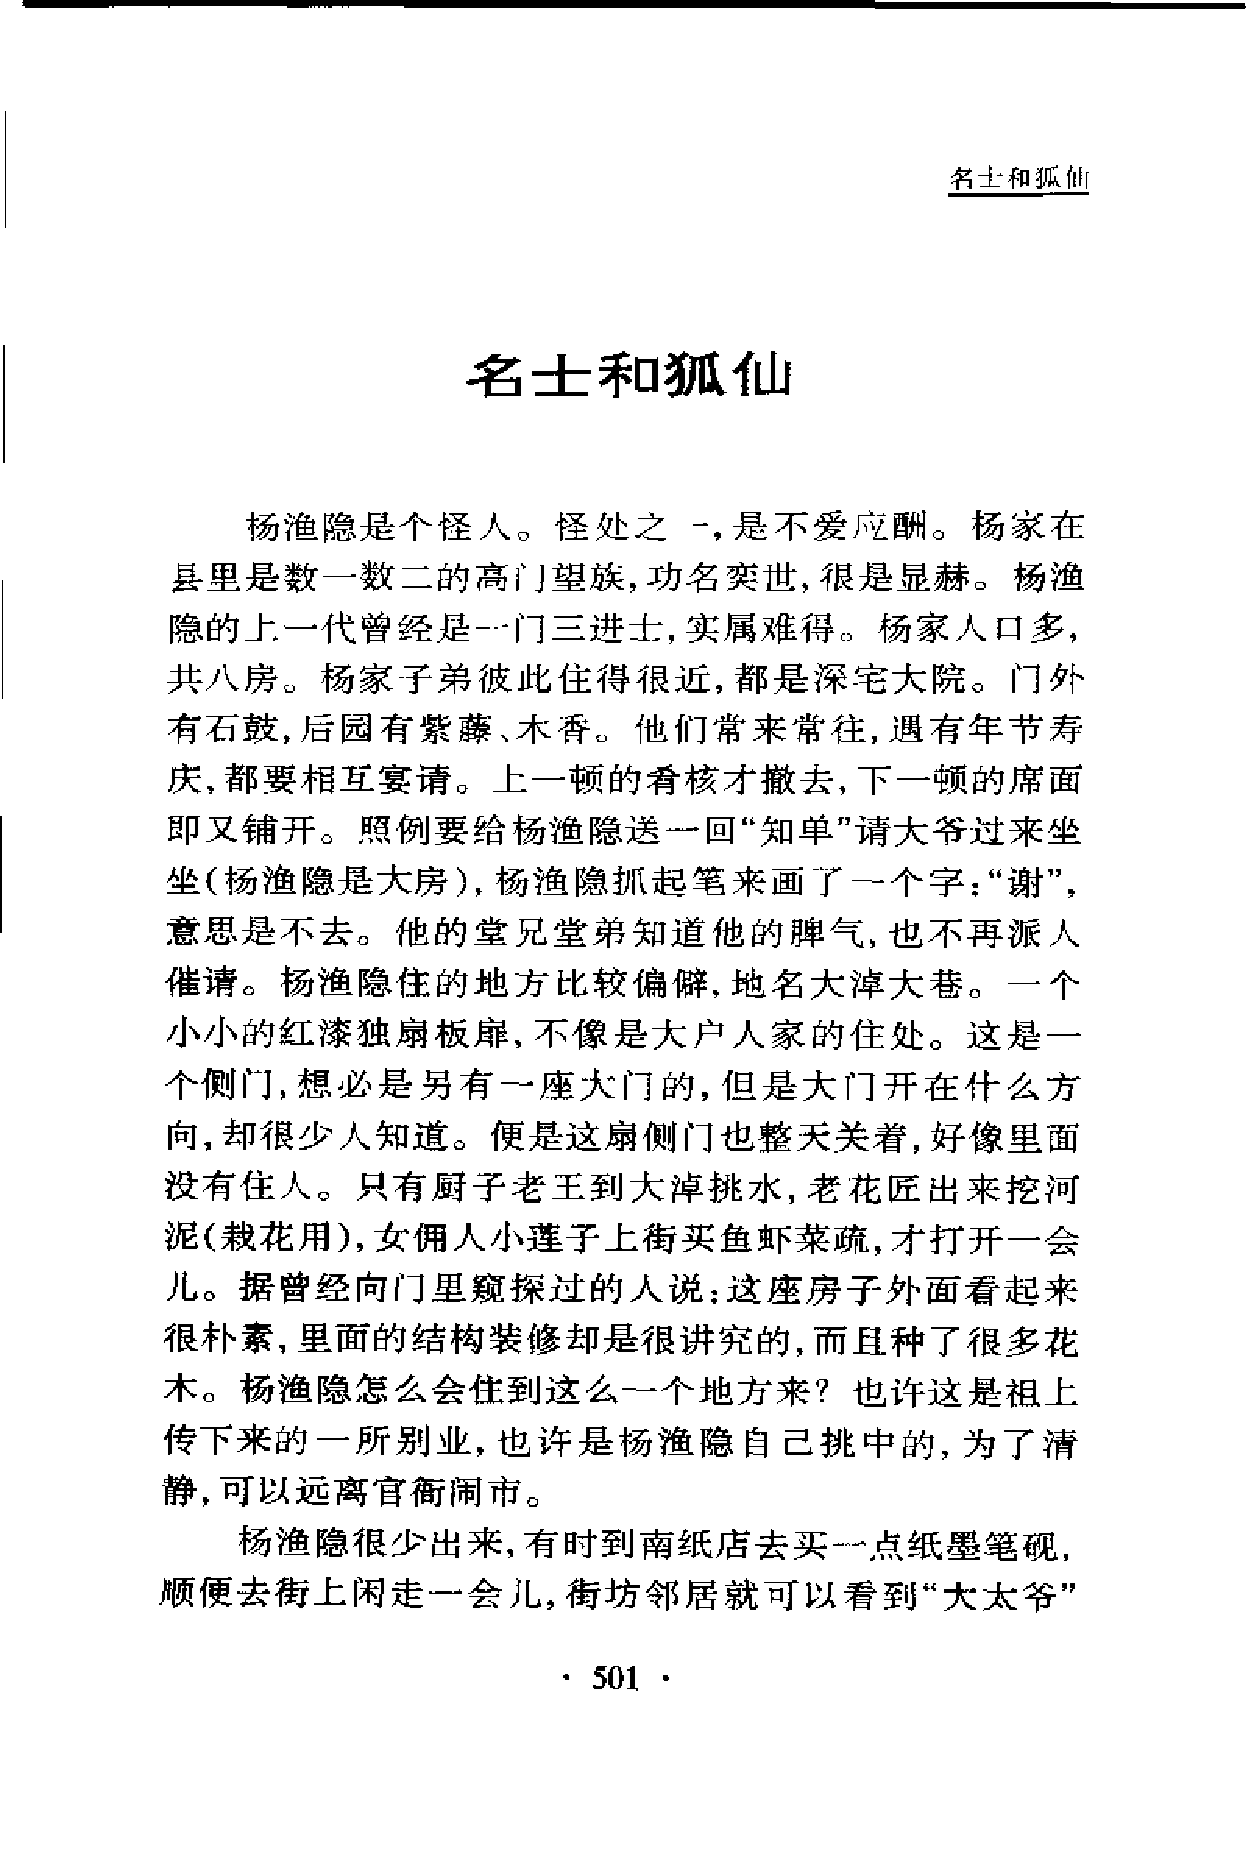 名士和狐仙
名士和狐仙
杨渔隐是个怪人。怪处之一,是不爱应酬。杨家在
县里是数一数二的高门望族,功名奕世,很是显赫。杨渔
隐的上一代曾经是一门三进士,实属难得。杨家人口多,
共八房。杨家子弟彼此住得很近,都是深宅大院。门外
有石鼓,后园有紫藤、木香。他们常来常往,遇有年节寿
庆,都要相互宴请。上一顿的肴核才撤去,下一顿的席面
即又铺开。照例要给杨渔隐送一回“知单”请大爷过来坐
坐(杨渔隐是大房),杨渔隐抓起笔来画了一个字:“谢”,
意思是不去。他的堂兄堂弟知道他的脾气,也不再派人
催请。杨渔隐住的地方比较偏僻,地名大淖大巷。一个
小小的红漆独扇板扉,不像是大户人家的住处。这是一
个侧门,想必是另有一座大门的,但是大门开在什么方
向,却很少人知道。便是这扇侧门也整天关着,好像里面
没有住人。只有厨子老王到大淖挑水,老花匠出来挖河
泥(栽花用),女佣人小莲子上街买鱼虾菜疏,才打开一会
儿。据曾经向门里窥探过的人说:这座房子外面看起来
很朴素,里面的结构装修却是很讲究的,而且种了很多花
木。杨渔隐怎么会住到这么一个地方来?也许这是祖上
传下来的一所别业,也许是杨渔隐自己挑中的,为了清
静,可以远离官衙闹市。
杨渔隐很少出来,有时到南纸店去买一点纸墨笔砚,
顺便去街上闲走一会儿,街坊邻居就可以看到“大太爷”
· 501 ·